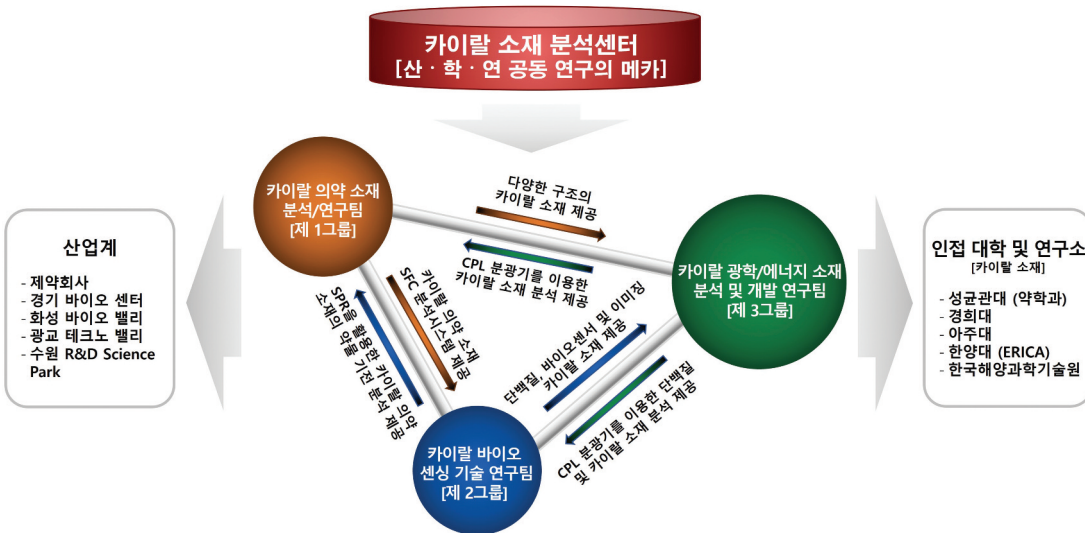 카이랄 소재 분석센터
[산 · 학 · 연 공동 연구의 메카]
카이랄 의약 소재
분석/연구팀
[제 1그룹]
다양한 구조의
카이랄 소재 제공
CPL 분광기를 이용한
카이랄 소재 분석 제공
카이랄 광학/에너지 소재
분석 및 개발 연구팀
[제 3그룹]
카이랄 의약 소재
SFC 분석시스템 제공
SPR을 활용한 카이랄 의약
소재의 약물 기전 분석 제공
단백질, 바이오센서 및 이미징
카이랄 소재 제공
CPL 분광기를 이용한 단백질
및 카이랄 소재 분석 제공
카이랄 바이오
센싱 기술 연구팀
[제 2그룹]
산업계
- 제약회사
- 경기 바이오 센터
- 화성 바이오 밸리
- 광교 테크노 밸리
- 수원 R&D Science
Park
인접 대학 및 연구소
[카이랄 소재]
- 성균관대 (약학과)
- 경희대
- 아주대
- 한양대 (ERICA)
- 한국해양과학기술원